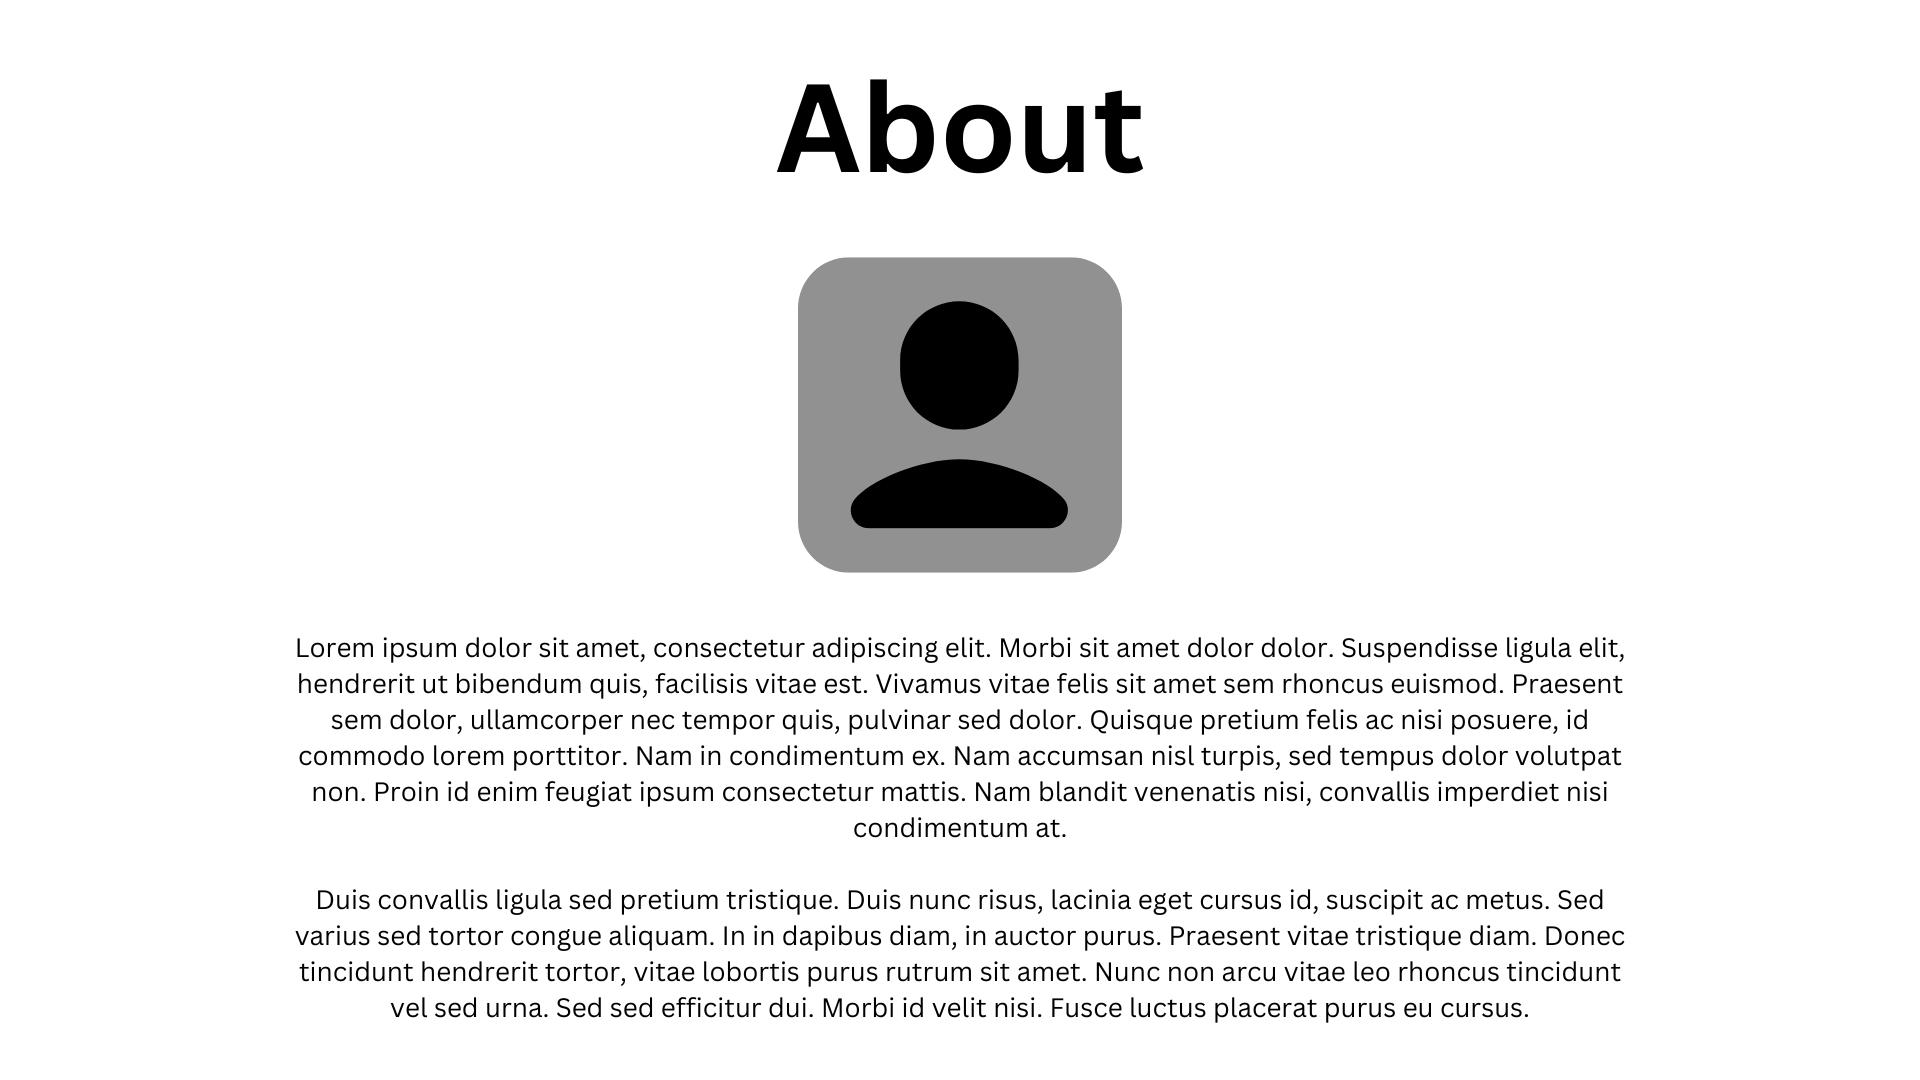 About
Lorem ipsum dolor sit amet, consectetur adipiscing elit. Morbi sit amet dolor dolor. Suspendisse ligula elit,
hendrerit ut bibendum quis, facilisis vitae est. Vivamus vitae felis sit amet sem rhoncus euismod. Praesent
sem dolor, ullamcorper nec tempor quis, pulvinar sed dolor. Quisque pretium felis ac nisi posuere, id
commodo lorem porttitor. Nam in condimentum ex. Nam accumsan nisl turpis, sed tempus dolor volutpat
non. Proin id enim feugiat ipsum consectetur mattis. Nam blandit venenatis nisi, convallis imperdiet nisi
condimentum at.
Duis convallis ligula sed pretium tristique. Duis nunc risus, lacinia eget cursus id, suscipit ac metus. Sed
varius sed tortor congue aliquam. In in dapibus diam, in auctor purus. Praesent vitae tristique diam. Donec
tincidunt hendrerit tortor, vitae lobortis purus rutrum sit amet. Nunc non arcu vitae leo rhoncus tincidunt
vel sed urna. Sed sed efficitur dui. Morbi id velit nisi. Fusce luctus placerat purus eu cursus.